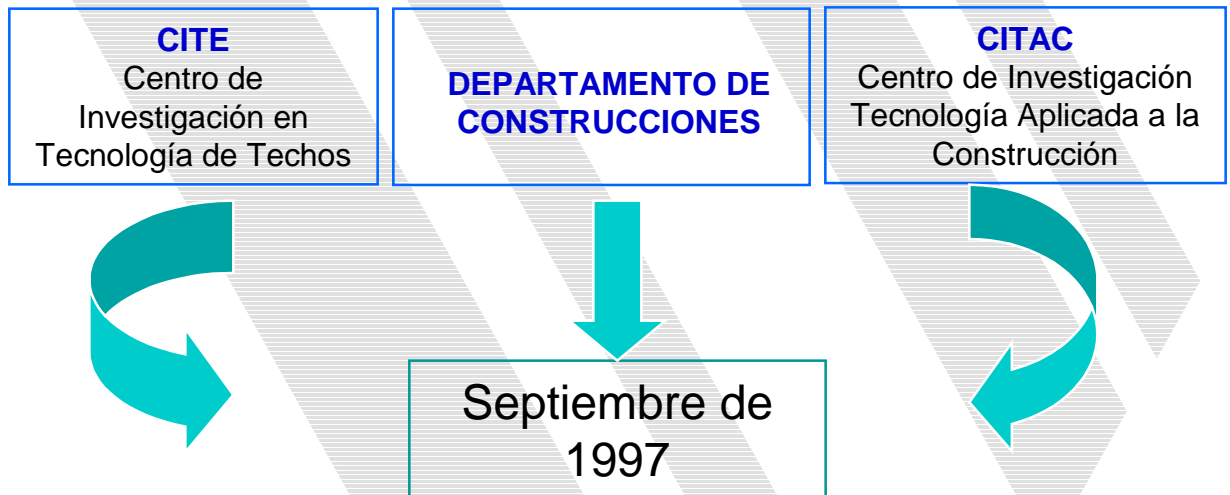 CITE
Centro de
Investigación en
Tecnología de Techos
DEPARTAMENTO DE
CONSTRUCCIONES
CITAC
Centro de Investigación
Tecnología Aplicada a la
Construcción
Septiembre de
1997